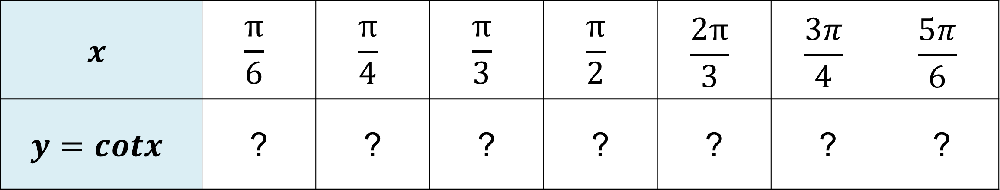 x π/6 π/4 π/3 π/2 2π/3 3π/4 5π/6
y = cotx ? ? ? ? ? ? ?